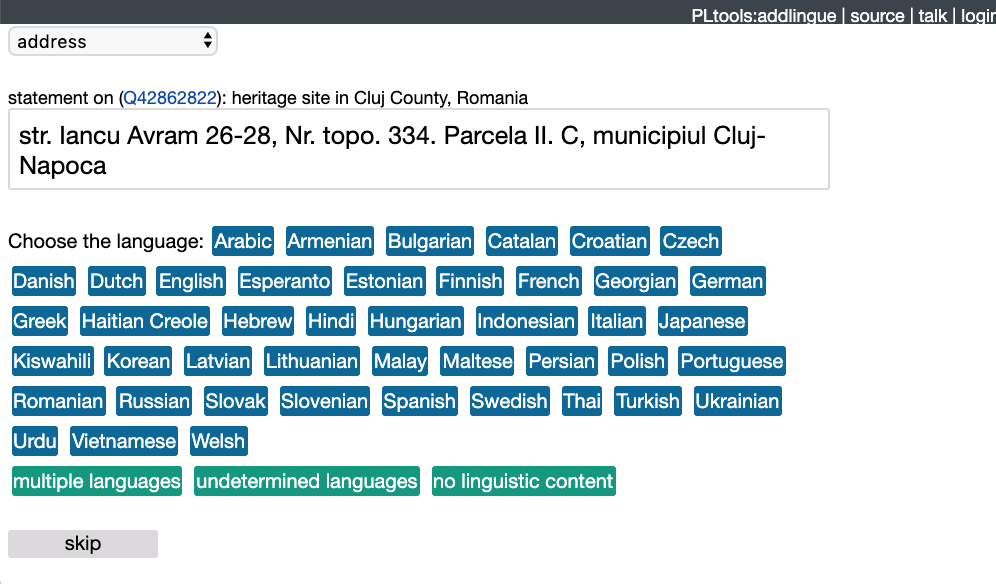 PLtools:addlingue | source | talk |
address
statement on (Q42862822): heritage site in Cluj County, Romania
str. Iancu Avram 26-28, Nr. topo. 334. Parcela II. C, municipiul Cluj-
Napoca
Choose the language: Arabic Armenian Bulgarian Catalan Croatian Czech
Danish Dutch English Esperanto Estonian Finnish French Georgian German
Greek Haitian Creole Hebrew Hindi Hungarian Indonesian Italian Japanese
Kiswahili Korean Latvian Lithuanian Malay Maltese Persian Polish Portuguese
Romanian Russian Slovak Slovenian Spanish Swedish Thai Turkish Ukrainian
Urdu Vietnamese Welsh
multiple languages undetermined languages no linguistic content
skip